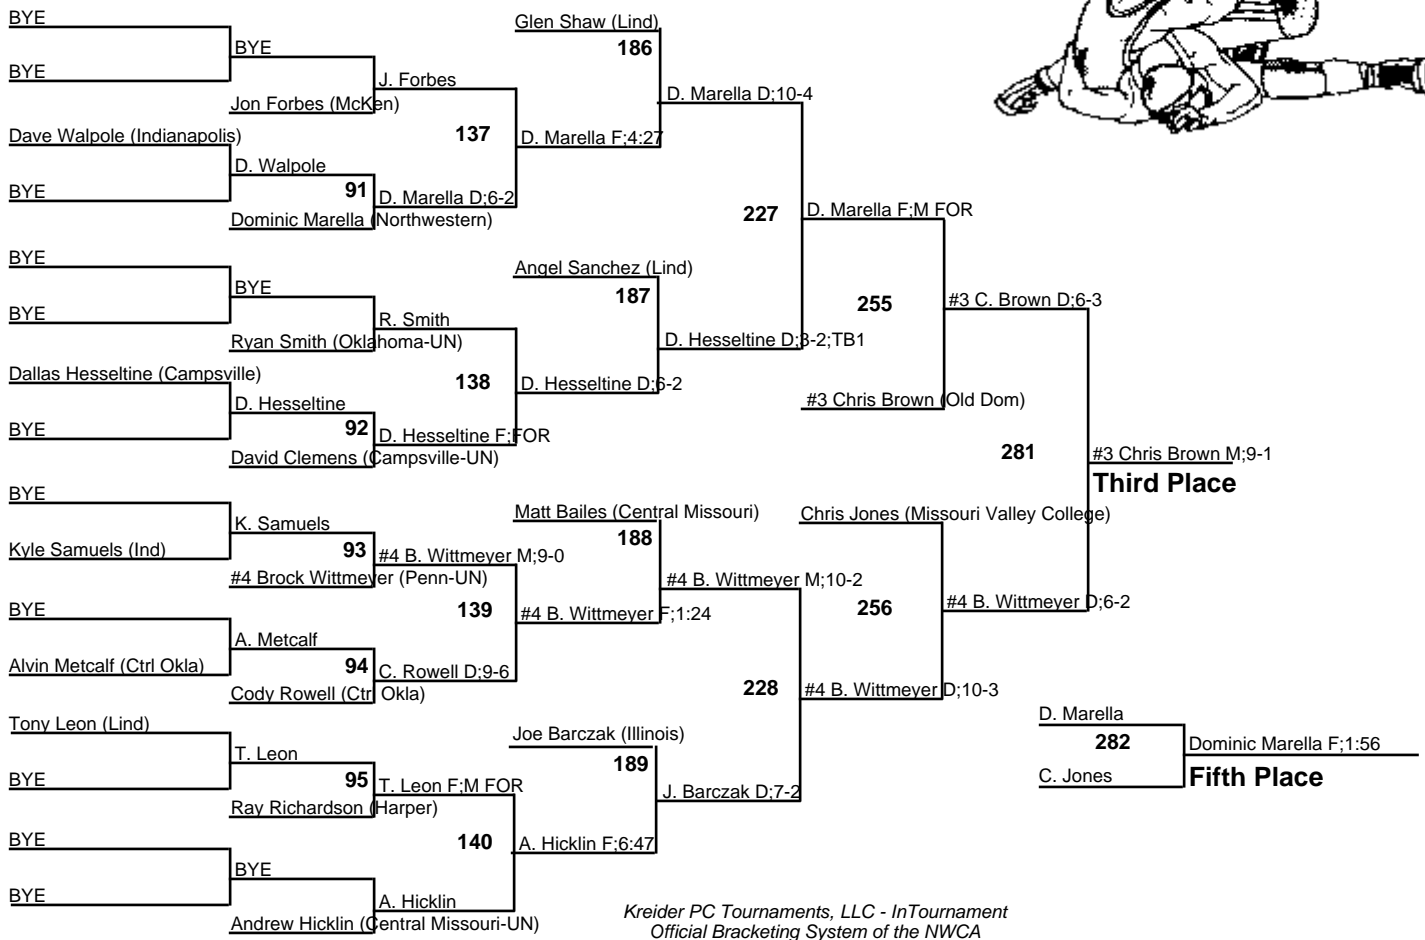 BYE
Glen Shaw (Lind)
186
BYE
BYE
J. Forbes
D. Marella D;10-4
Jon Forbes (McKen)
137
D. Marella F;4:27
Dave Walpole (Indianapolis)
D. Walpole
91
BYE
D. Marella D;6-2
227
D. Marella F;M FOR
Dominic Marella (Northwestern)
BYE
Angel Sanchez (Lind)
187
BYE
255
#3 C. Brown D;6-3
BYE
R. Smith
Ryan Smith (Oklahoma-UN)
D. Hesseltine D;3-2;TB1
Dallas Hesseltine (Campsville)
138
D. Hesseltine D;6-2
D. Hesseltine
#3 Chris Brown (Old Dom)
BYE
92
D. Hesseltine F;FOR
281
#3 Chris Brown M;9-1
David Clemens (Campsville-UN)
Third Place
BYE
Matt Bailes (Central Missouri)
Chris Jones (Missouri Valley College)
K. Samuels
188
Kyle Samuels (Ind)
93
#4 B. Wittmeyer M;9-0
#4 Brock Wittmeyer (Penn-UN)
#4 B. Wittmeyer M;10-2
BYE
139
#4 B. Wittmeyer F;1:24
256
#4 B. Wittmeyer D;6-2
A. Metcalf
Alvin Metcalf (Ctrl Okla)
94
C. Rowell D;9-6
Cody Rowell (Ctrl Okla)
228
#4 B. Wittmeyer D;10-3
Tony Leon (Lind)
Joe Barczak (Illinois)
D. Marella
T. Leon
189
282
Dominic Marella F;1:56
BYE
95
T. Leon F;M FOR
J. Barczak D;7-2
C. Jones
Fifth Place
Ray Richardson (Harper)
BYE
140
A. Hicklin F;6:47
BYE
BYE
A. Hicklin
Andrew Hicklin (Central Missouri-UN)
Kreider PC Tournaments, LLC - InTournament
Official Bracketing System of the NWCA